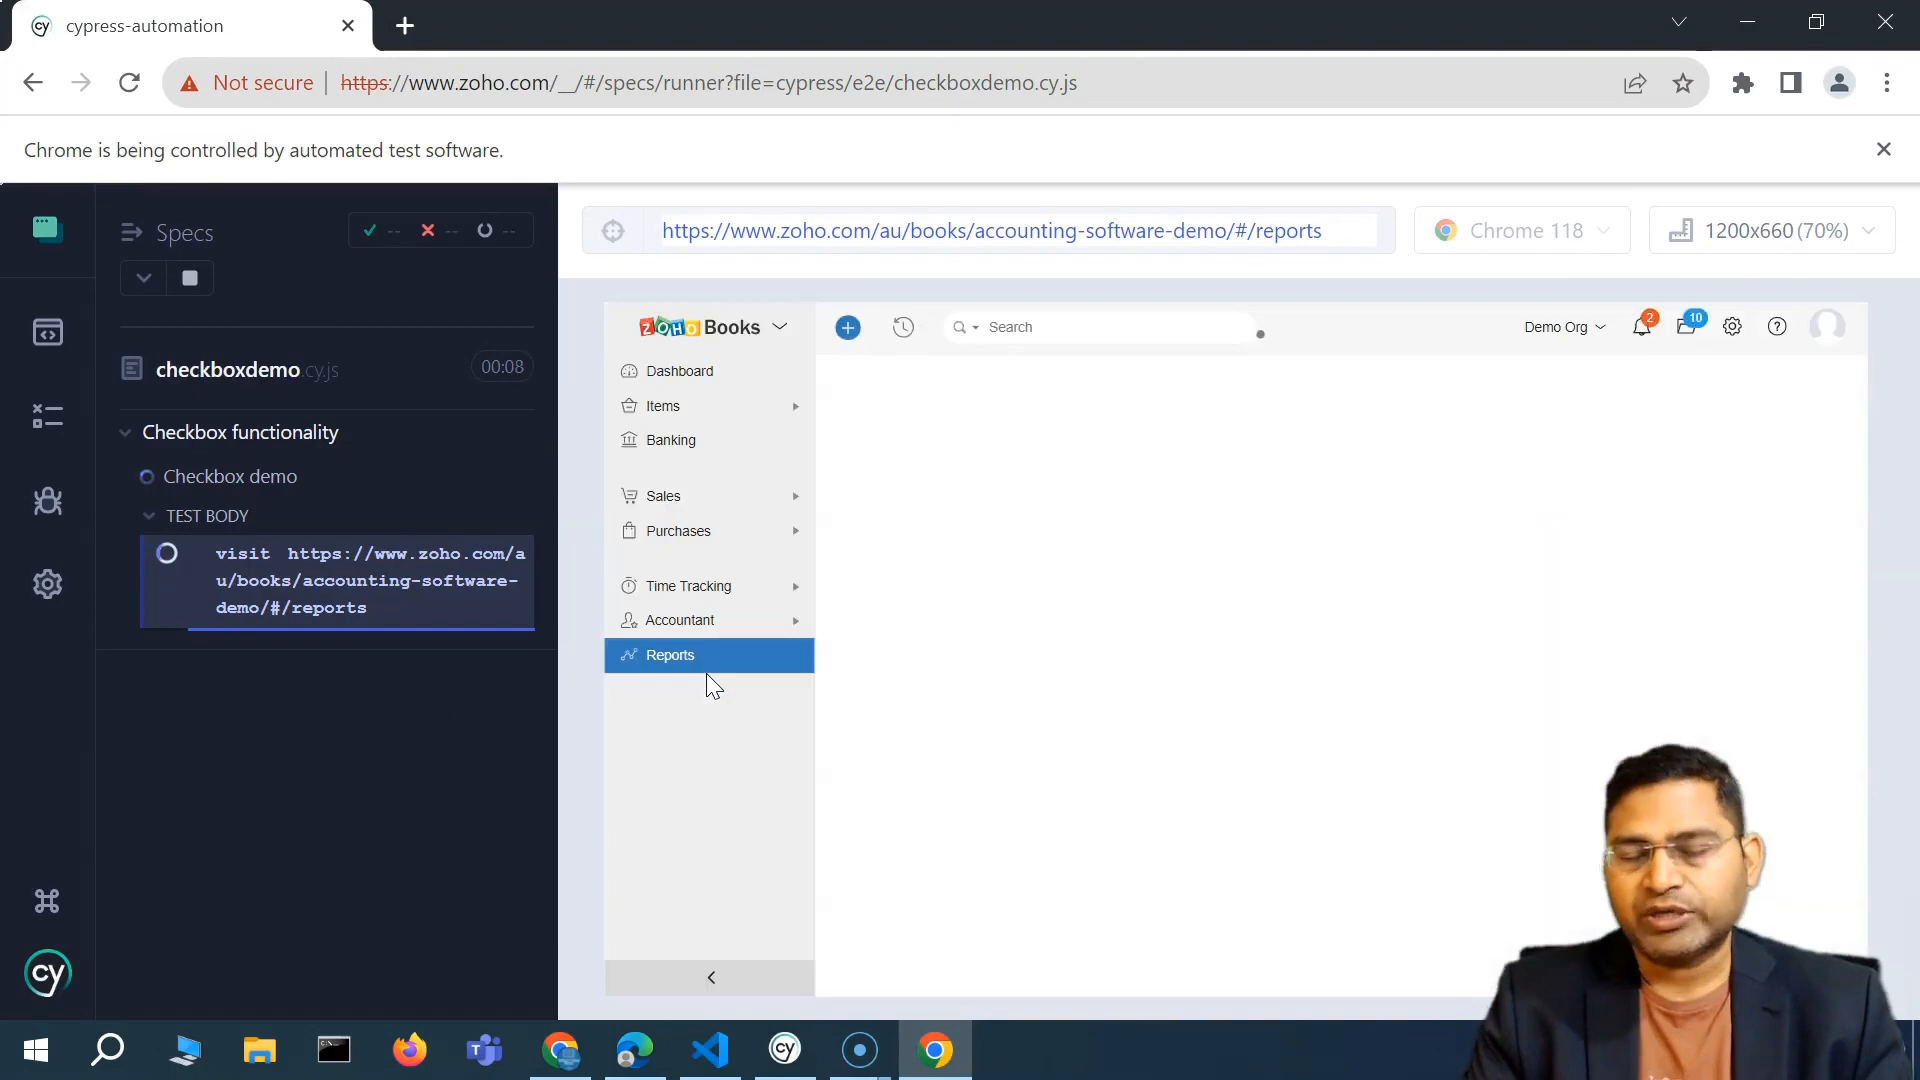 cypress-automation
Not secure
https://www.zoho.com/__/#/specs/runner?file=cypress/e2e/checkboxdemo.cy.js
Chrome is being controlled by automated test software.
Specs
-- -- --
https://www.zoho.com/au/books/accounting-software-demo/#/reports
Chrome 118
1200x660 (70%)
checkboxdemo.cy.js
00:08
Checkbox functionality
Checkbox demo
TEST BODY
visit https://www.zoho.com/a
u/books/accounting-software-
demo/#/reports
ZOHO Books
Search
Demo Org
2
10
Dashboard
Items
Banking
Sales
Purchases
Time Tracking
Accountant
Reports
cy